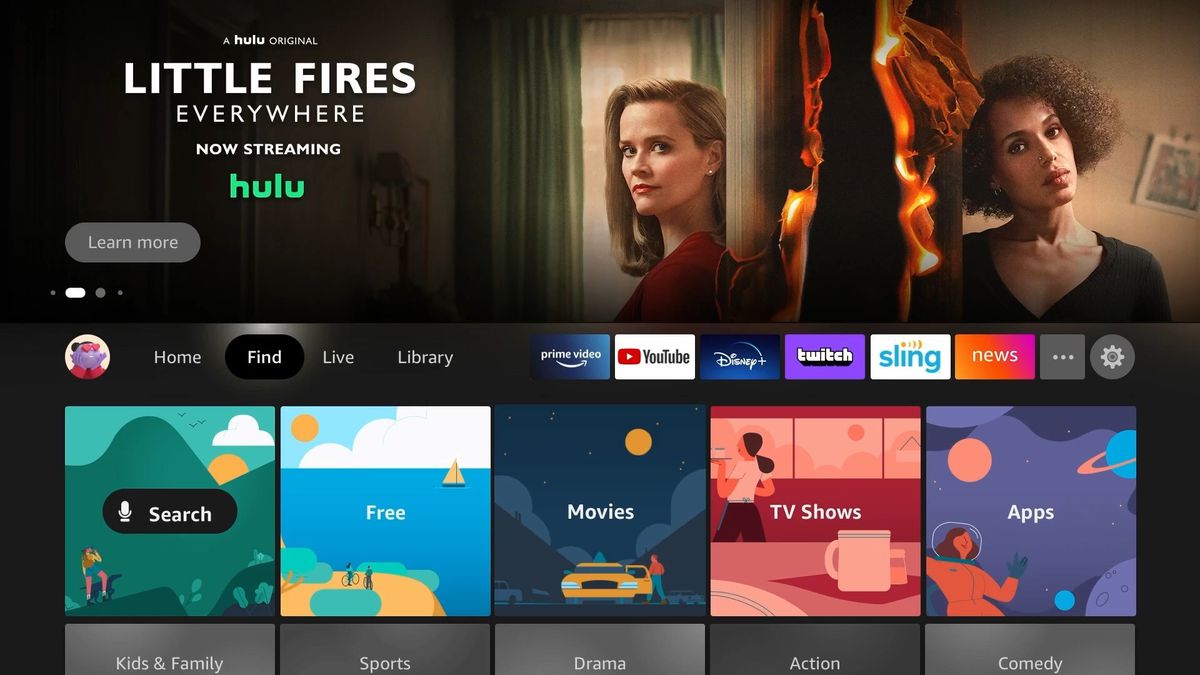 A hulu ORIGINAL
LITTLE FIRES
EVERYWHERE
NOW STREAMING
hulu
Learn more
Home
Find
Live
Library
prime video
YouTube
Disney+
twitch
sling
news
Search
Free
Movies
TV Shows
Apps
Kids & Family
Sports
Drama
Action
Comedy